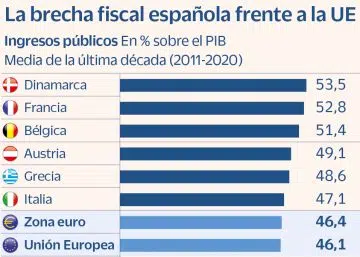 La brecha fiscal española frente a la UE
Ingresos públicos En % sobre el PIB
Media de la última década (2011-2020)
Dinamarca 53,5
Francia 52,8
Bélgica 51,4
Austria 49,1
Grecia 48,6
Italia 47,1
Zona euro 46,4
Unión Europea 46,1